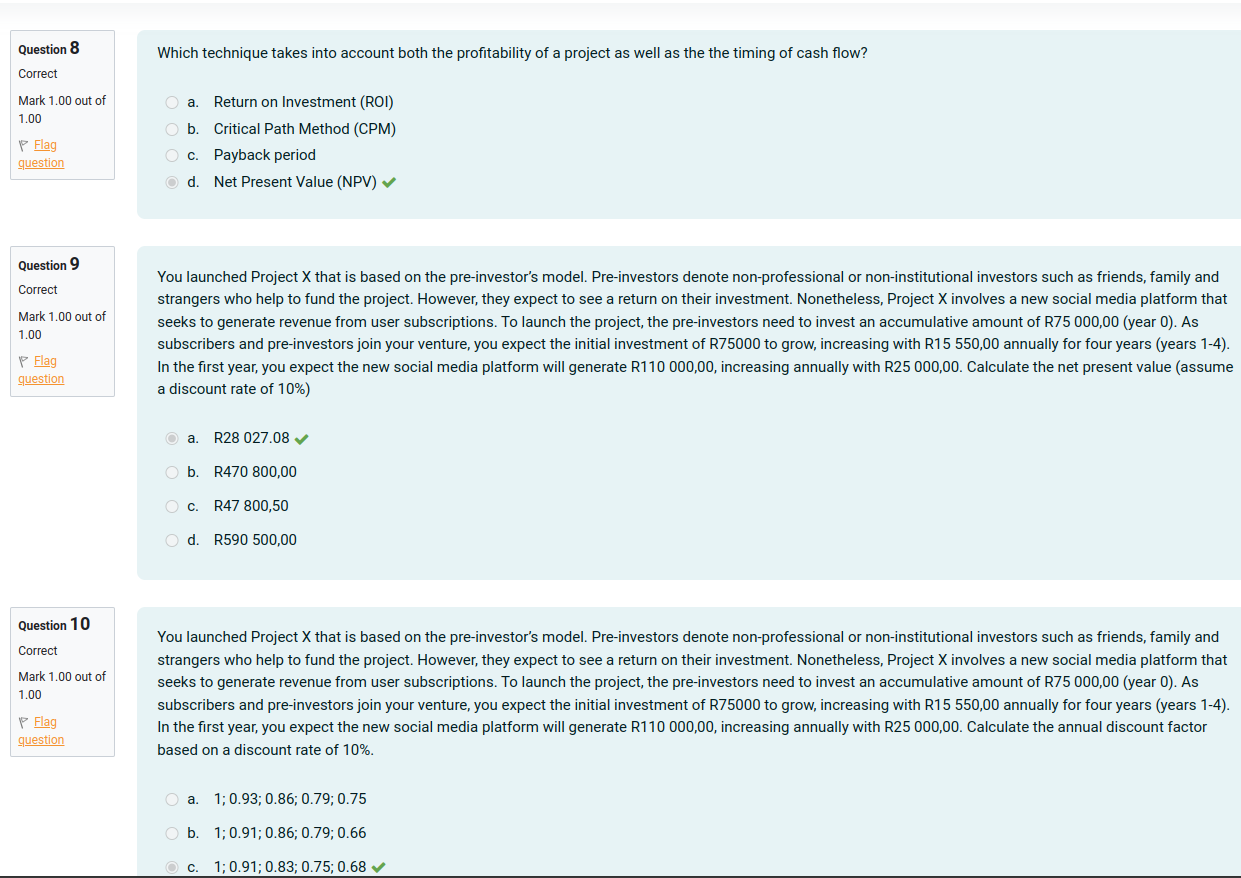 Question 8
Correct
Mark 1.00 out of
1.00
Flag
question
Which technique takes into account both the profitability of a project as well as the the timing of cash flow?
a. Return on Investment (ROI)
b. Critical Path Method (CPM)
c. Payback period
d. Net Present Value (NPV)
Question 9
Correct
Mark 1.00 out of
1.00
Flag
question
You launched Project X that is based on the pre-investor’s model. Pre-investors denote non-professional or non-institutional investors such as friends, family and
strangers who help to fund the project. However, they expect to see a return on their investment. Nonetheless, Project X involves a new social media platform that
seeks to generate revenue from user subscriptions. To launch the project, the pre-investors need to invest an accumulative amount of R75 000,00 (year 0). As
subscribers and pre-investors join your venture, you expect the initial investment of R75000 to grow, increasing with R15 550,00 annually for four years (years 1-4).
In the first year, you expect the new social media platform will generate R110 000,00, increasing annually with R25 000,00. Calculate the net present value (assume
a discount rate of 10%)
a. R28 027.08
b. R470 800,00
c. R47 800,50
d. R590 500,00
Question 10
Correct
Mark 1.00 out of
1.00
Flag
question
You launched Project X that is based on the pre-investor’s model. Pre-investors denote non-professional or non-institutional investors such as friends, family and
strangers who help to fund the project. However, they expect to see a return on their investment. Nonetheless, Project X involves a new social media platform that
seeks to generate revenue from user subscriptions. To launch the project, the pre-investors need to invest an accumulative amount of R75 000,00 (year 0). As
subscribers and pre-investors join your venture, you expect the initial investment of R75000 to grow, increasing with R15 550,00 annually for four years (years 1-4).
In the first year, you expect the new social media platform will generate R110 000,00, increasing annually with R25 000,00. Calculate the annual discount factor
based on a discount rate of 10%.
a. 1; 0.93; 0.86; 0.79; 0.75
b. 1; 0.91; 0.86; 0.79; 0.66
c. 1; 0.91; 0.83; 0.75; 0.68